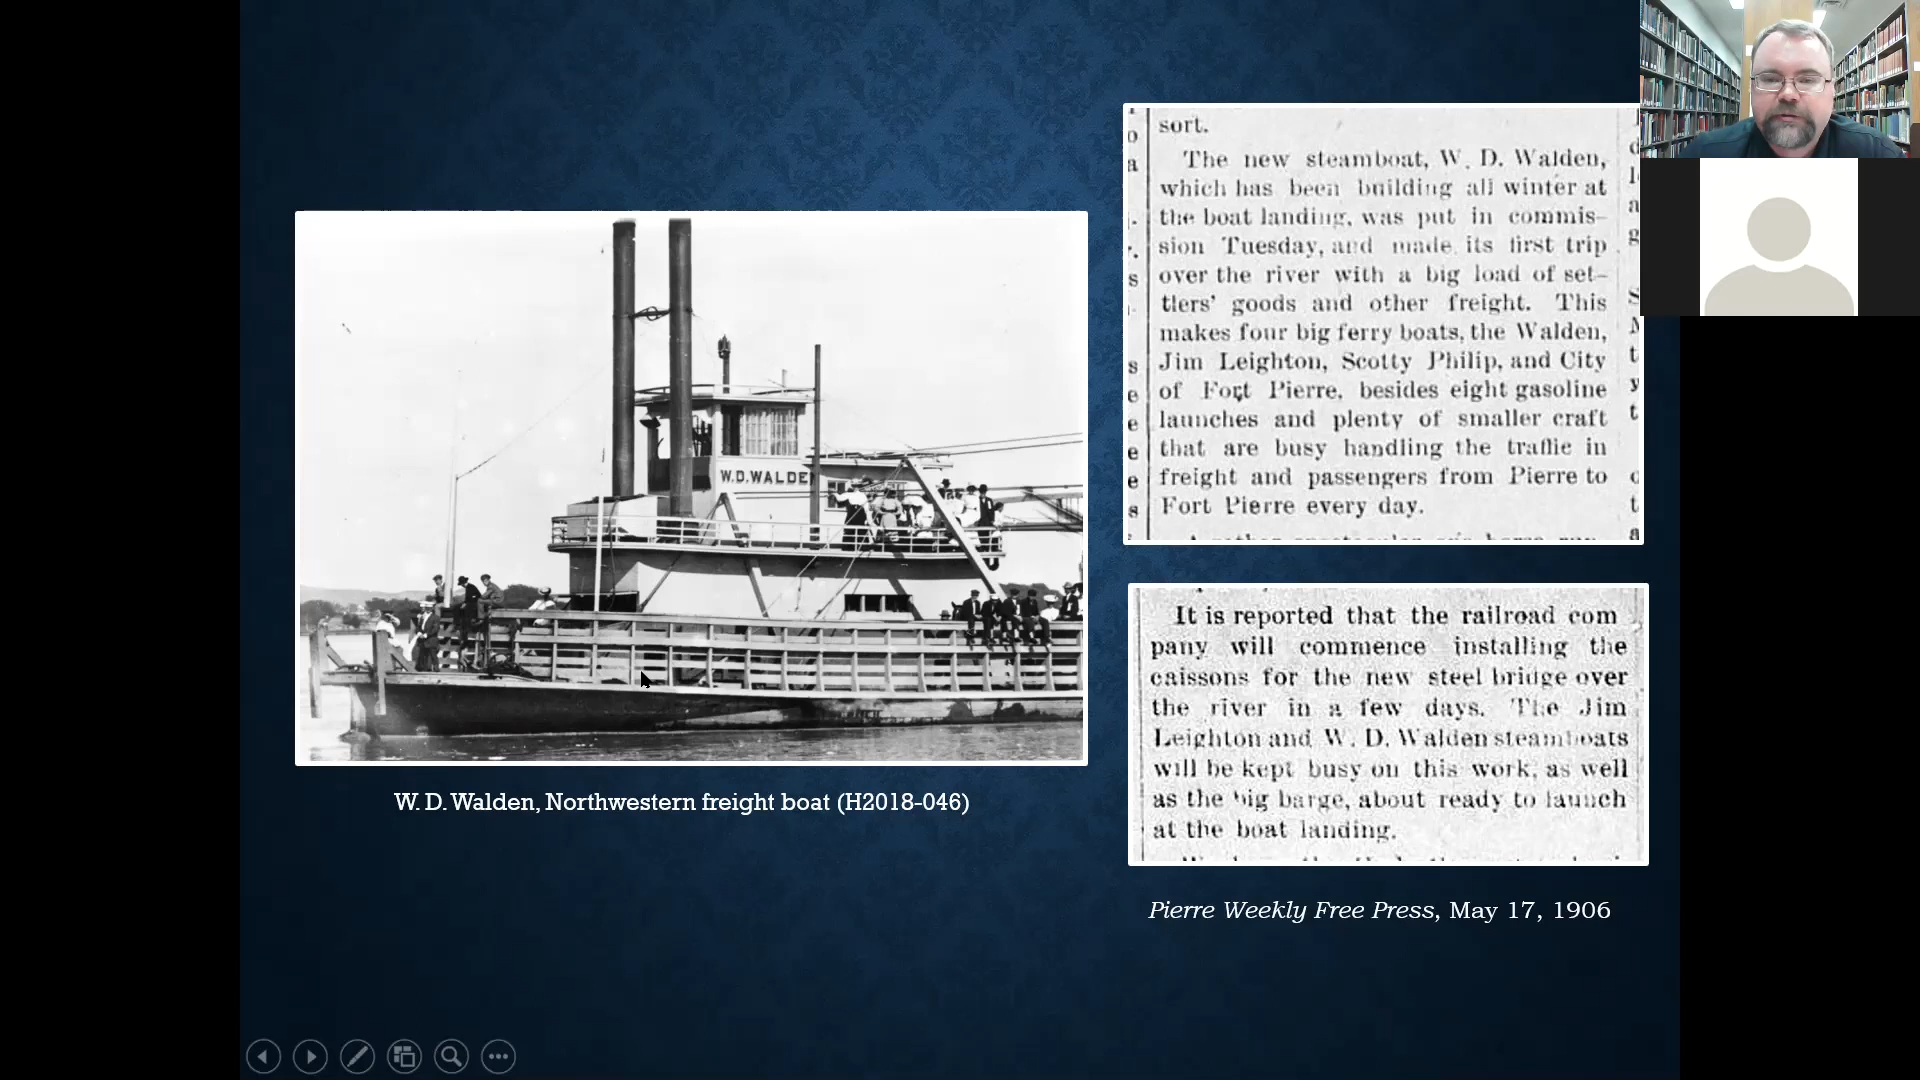 W.D.WALDE
W. D. Walden, Northwestern freight boat (H2018-046)
sort.
The new steamboat, W. D. Walden,
which has been building all winter at
the boat landing, was put in commis-
sion Tuesday, and made its first trip
over the river with a big load of set-
tlers' goods and other freight. This
makes four big ferry boats, the Walden,
Jim Leighton, Scotty Philip, and City
of Fort Pierre, besides eight gasoline
launches and plenty of smaller craft
that are busy handling the traffic in
freight and passengers from Pierre to
Fort Pierre every day.
It is reported that the railroad com
pany will commence installing the
caissons for the new steel bridge over
the river in a few days. The Jim
Leighton and W. D. Walden steamboats
will be kept busy on this work, as well
as the big barge, about ready to launch
at the boat landing.
Pierre Weekly Free Press, May 17, 1906